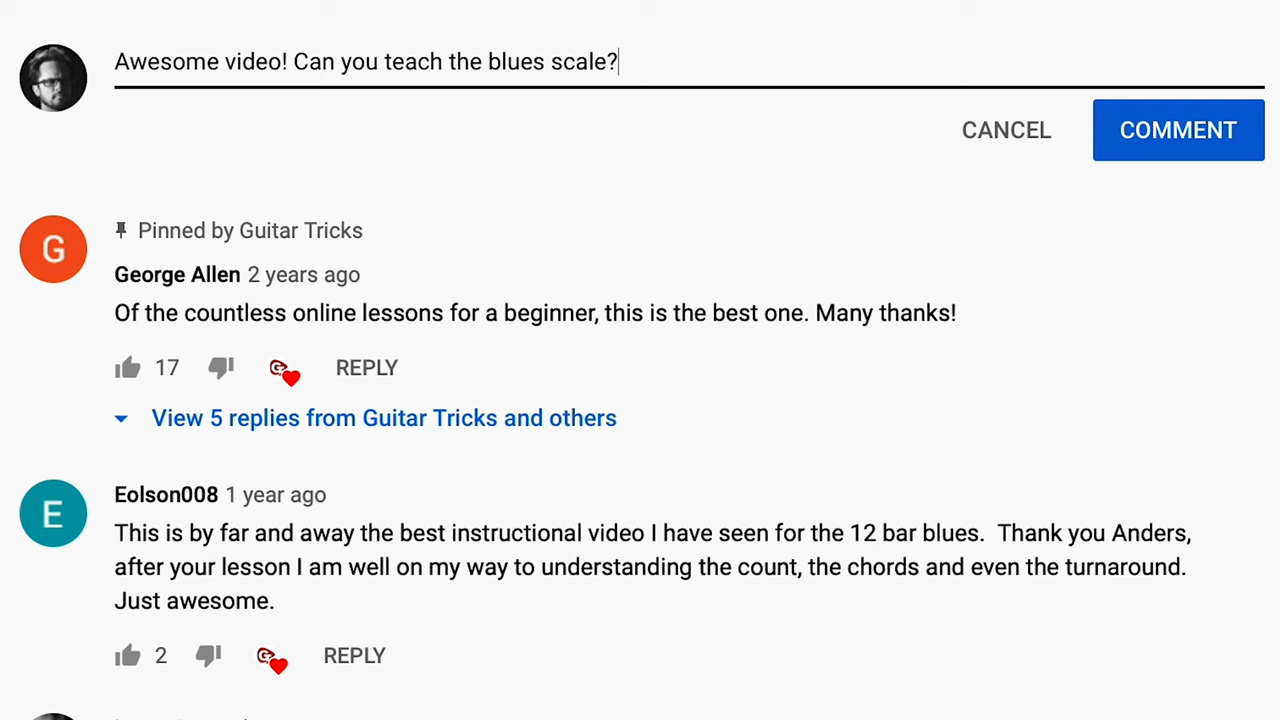 Awesome video! Can you teach the blues scale?
CANCEL
COMMENT
G
Pinned by Guitar Tricks
George Allen 2 years ago
Of the countless online lessons for a beginner, this is the best one. Many thanks!
17
REPLY
View 5 replies from Guitar Tricks and others
E
Eolson008 1 year ago
This is by far and away the best instructional video I have seen for the 12 bar blues.  Thank you Anders,
after your lesson I am well on my way to understanding the count, the chords and even the turnaround.
Just awesome.
2
REPLY